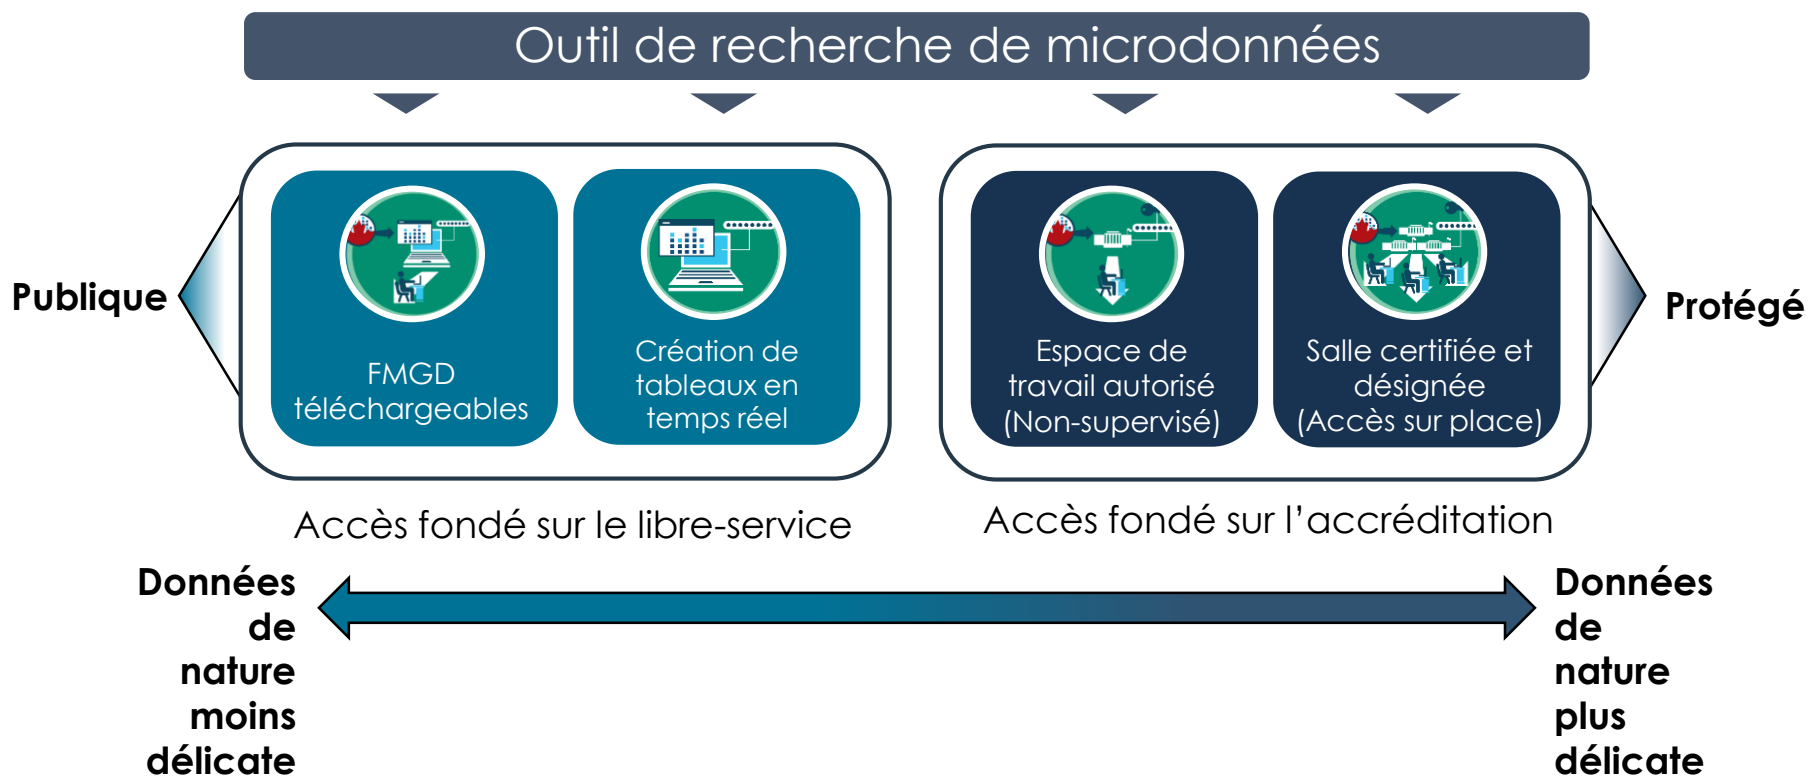 Outil de recherche de microdonnées
Publique
FMGD
téléchargeables
Création de
tableaux en
temps réel
Accès fondé sur le libre-service
Espace de
travail autorisé
(Non-supervisé)
Salle certifiée et
désignée
(Accès sur place)
Accès fondé sur l’accréditation
Protégé
Données
de
nature
moins
délicate
Données
de
nature
plus
délicate